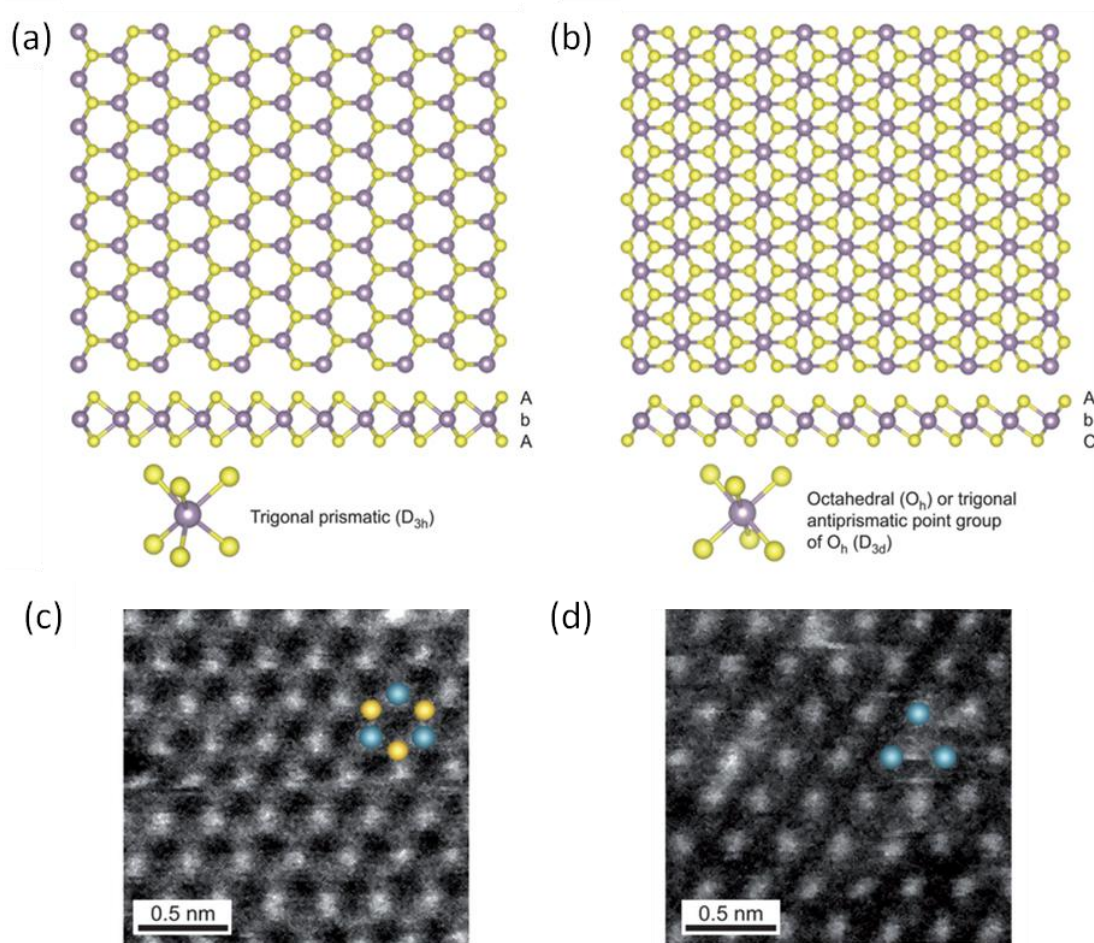 (a)
(b)
A
b
A
A
b
C
Trigonal prismatic (D3h)
Octahedral (Oh) or trigonal
antiprismatic point group
of Oh (D3d)
(c)
(d)
0.5 nm
0.5 nm